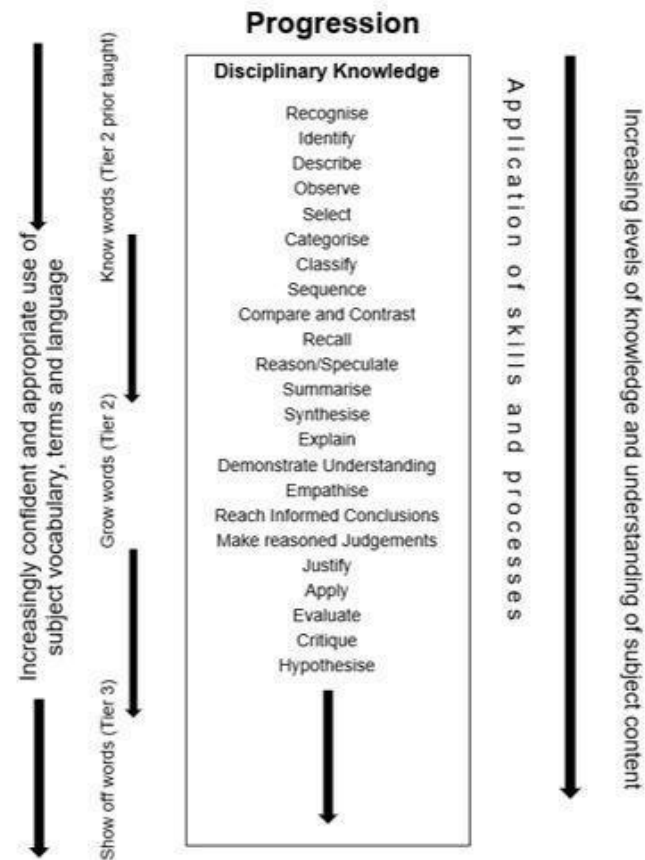 Progression
Increasingly confident and appropriate use of
subject vocabulary, terms and language
Know words (Tier 2 prior taught)
Grow words (Tier 2)
Show off words (Tier 3)
Disciplinary Knowledge
Recognise
Identify
Describe
Observe
Select
Categorise
Classify
Sequence
Compare and Contrast
Recall
Reason/Speculate
Summarise
Synthesise
Explain
Demonstrate Understanding
Empathise
Reach Informed Conclusions
Make reasoned Judgements
Justify
Apply
Evaluate
Critique
Hypothesise
Application of skills and processes
Increasing levels of knowledge and understanding of subject content